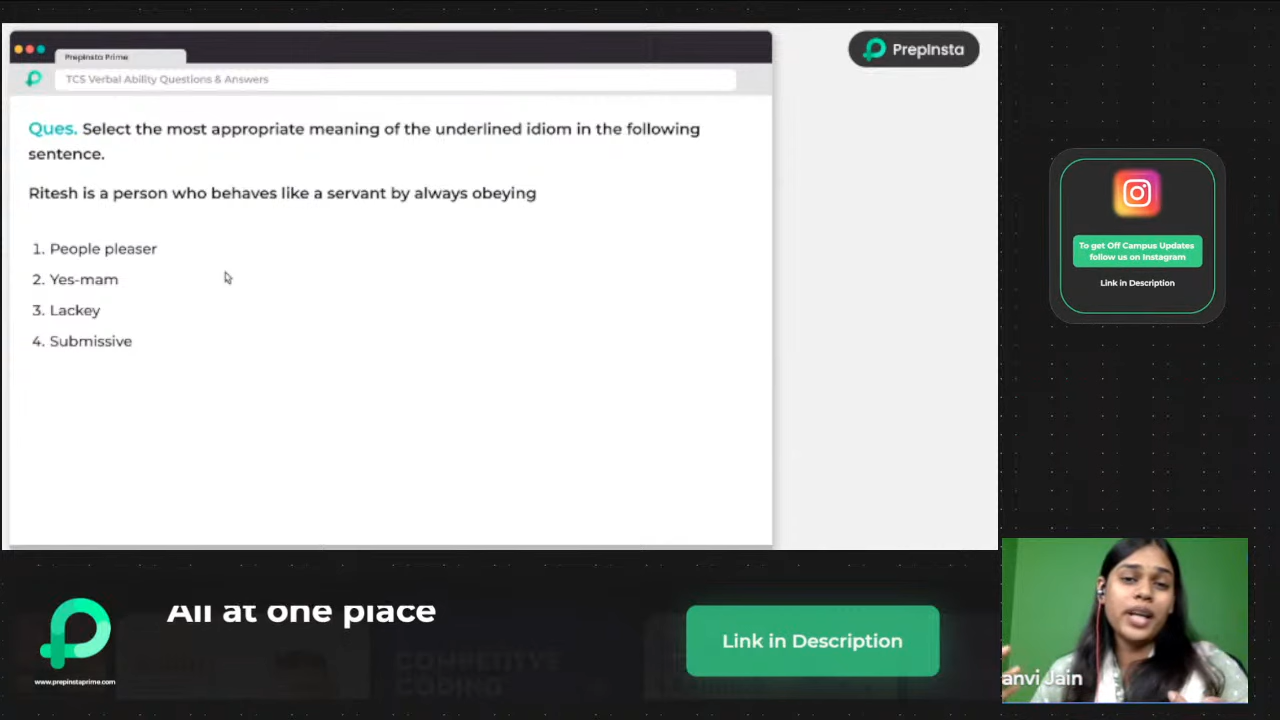 PrepInsta Prime
PrepInsta
TCS Verbal Ability Questions & Answers
Ques. Select the most appropriate meaning of the underlined idiom in the following
sentence.
Ritesh is a person who behaves like a servant by always obeying
1. People pleaser
2. Yes-mam
3. Lackey
4. Submissive
To get Off Campus Updates
follow us on Instagram
Link in Description
All at one place
Link in Description
www.prepinstaprime.com
COMPETITIVE
CODING
anvi Jain